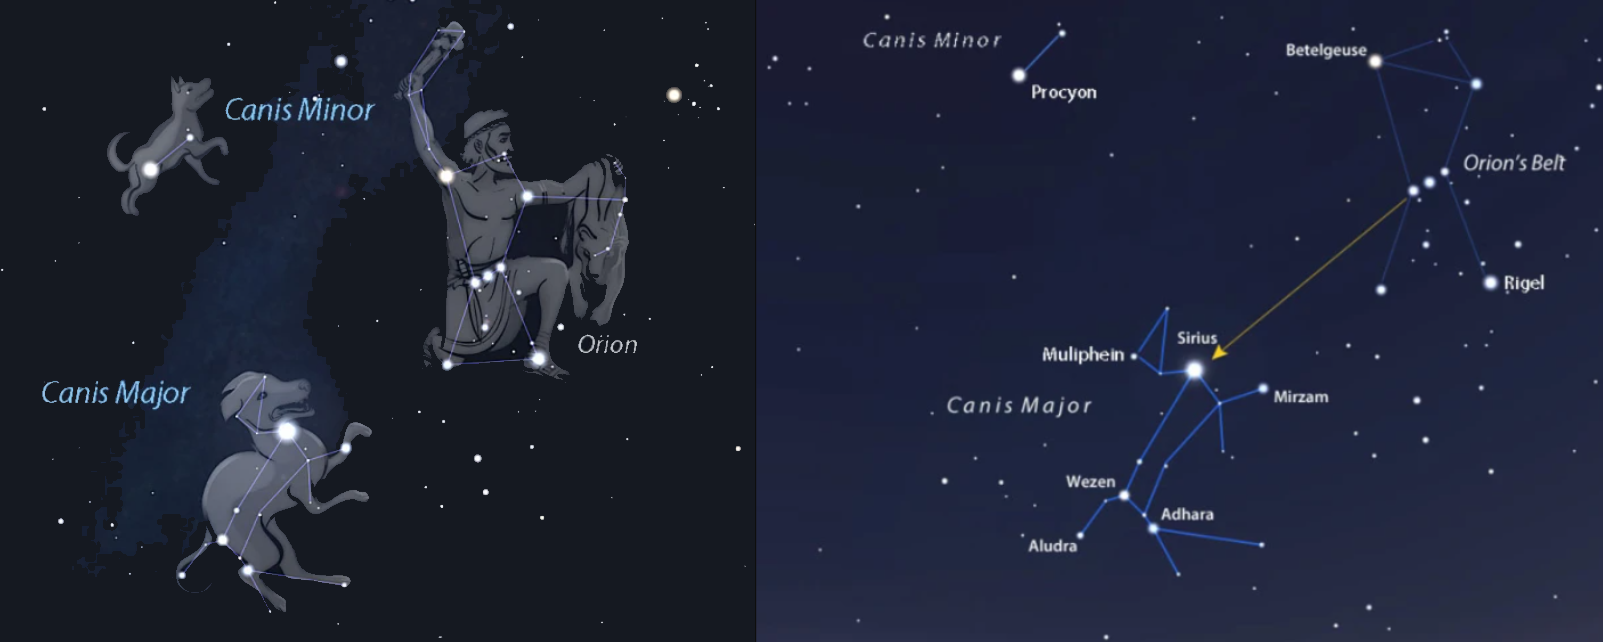 Canis Minor
Orion
Canis Major
Canis Minor
Procyon
Betelgeuse
Orion's Belt
Rigel
Sirius
Muliphein
Canis Major
Mirzam
Wezen
Adhara
Aludra